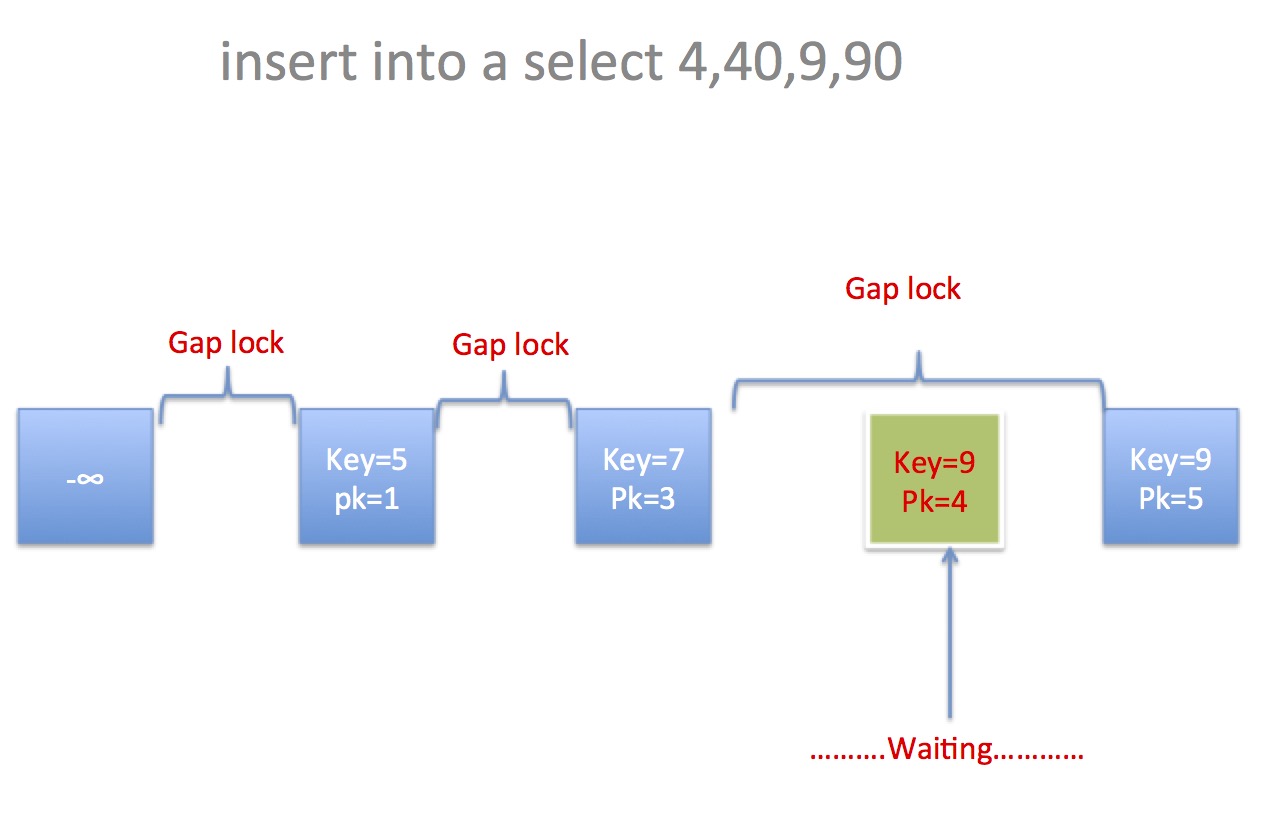 insert into a select 4,40,9,90
Gap lock
Gap lock
Gap lock
-∞
Key=5
pk=1
Key=7
Pk=3
Key=9
Pk=4
Key=9
Pk=5
……….Waiting…………